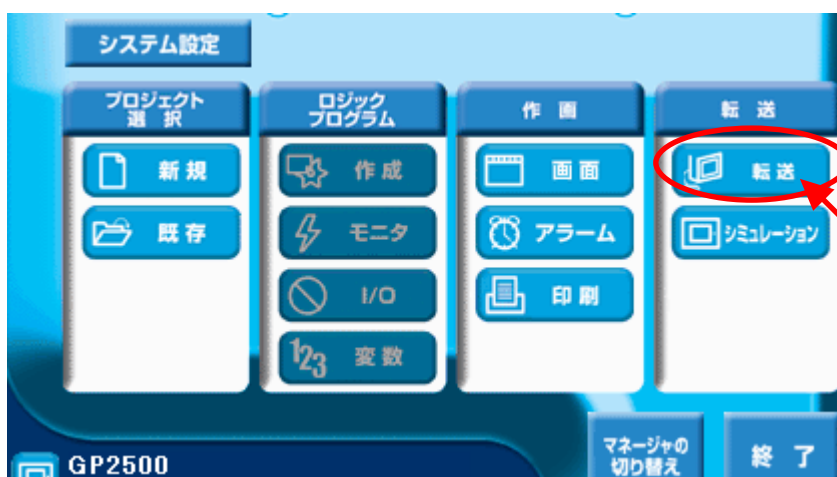 システム設定
プロジェクト
選 択
新 規
既 存
ロジック
プログラム
作 成
モニタ
I/O
123 変 数
作 画
画 面
アラーム
印 刷
転 送
転 送
シミュレーション
マネージャの
切り替え
終 了
GP2500